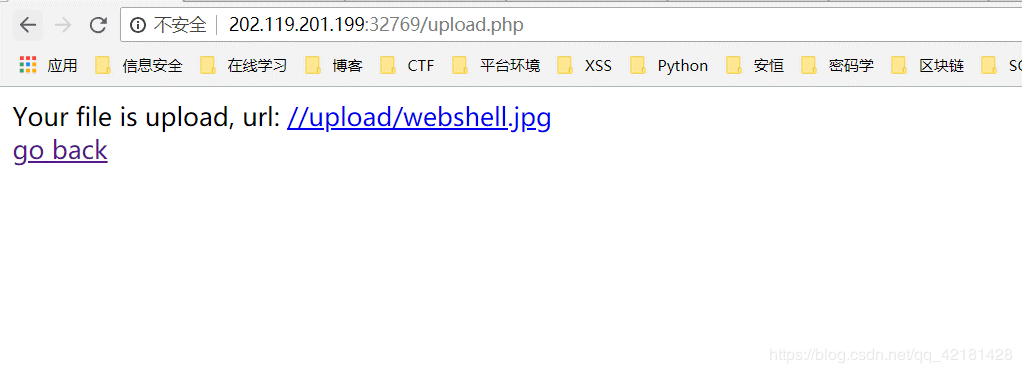 不安全 202.119.201.199:32769/upload.php
应用 信息安全 在线学习 博客 CTF 平台环境 XSS Python 安恒 密码学 区块链
Your file is upload, url: //upload/webshell.jpg
go back
https://blog.csdn.net/qq_42181428